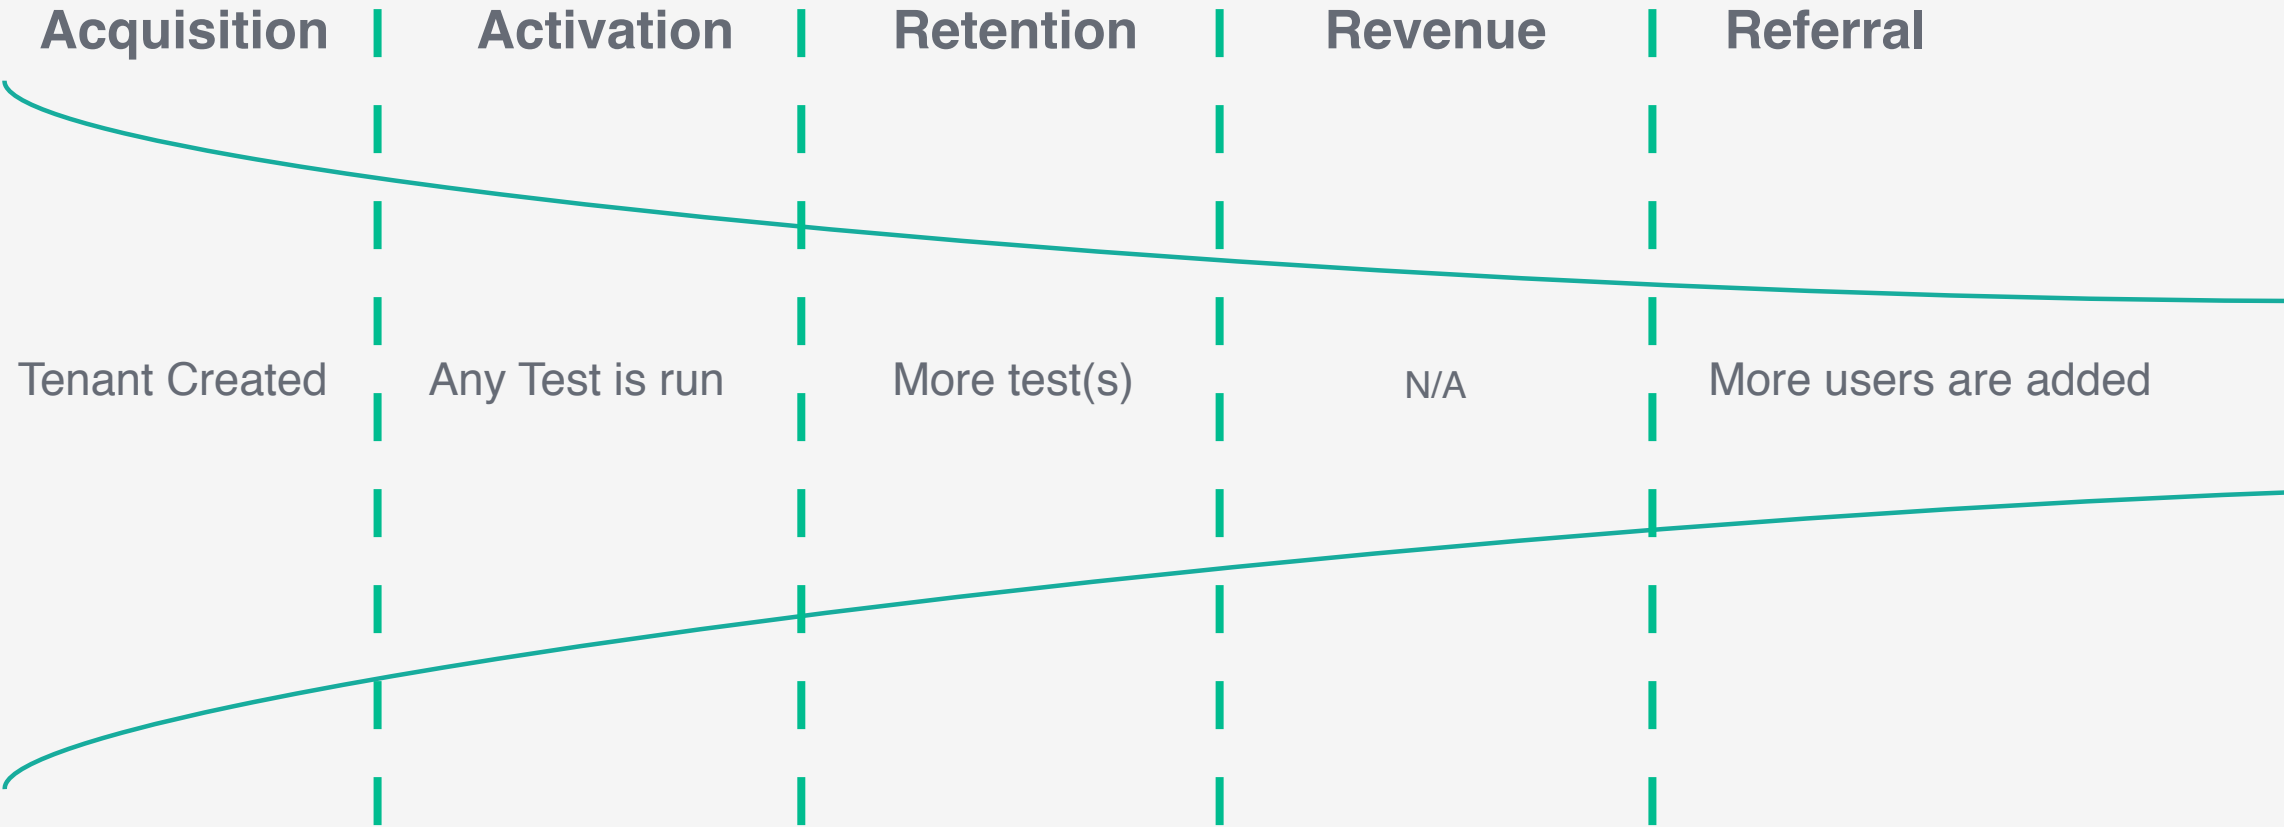 Acquisition
Activation
Retention
Revenue
Referral
Tenant Created
Any Test is run
More test(s)
N/A
More users are added